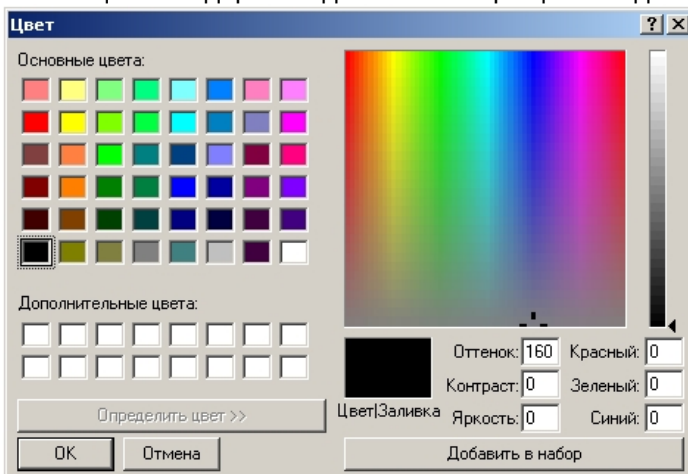 Цвет
Основные цвета:
Дополнительные цвета:
Определить цвет >>
OK Отмена
Цвет|Заливка
Оттенок: 160 Красный: 0
Контраст: 0 Зеленый: 0
Яркость: 0 Синий: 0
Добавить в набор